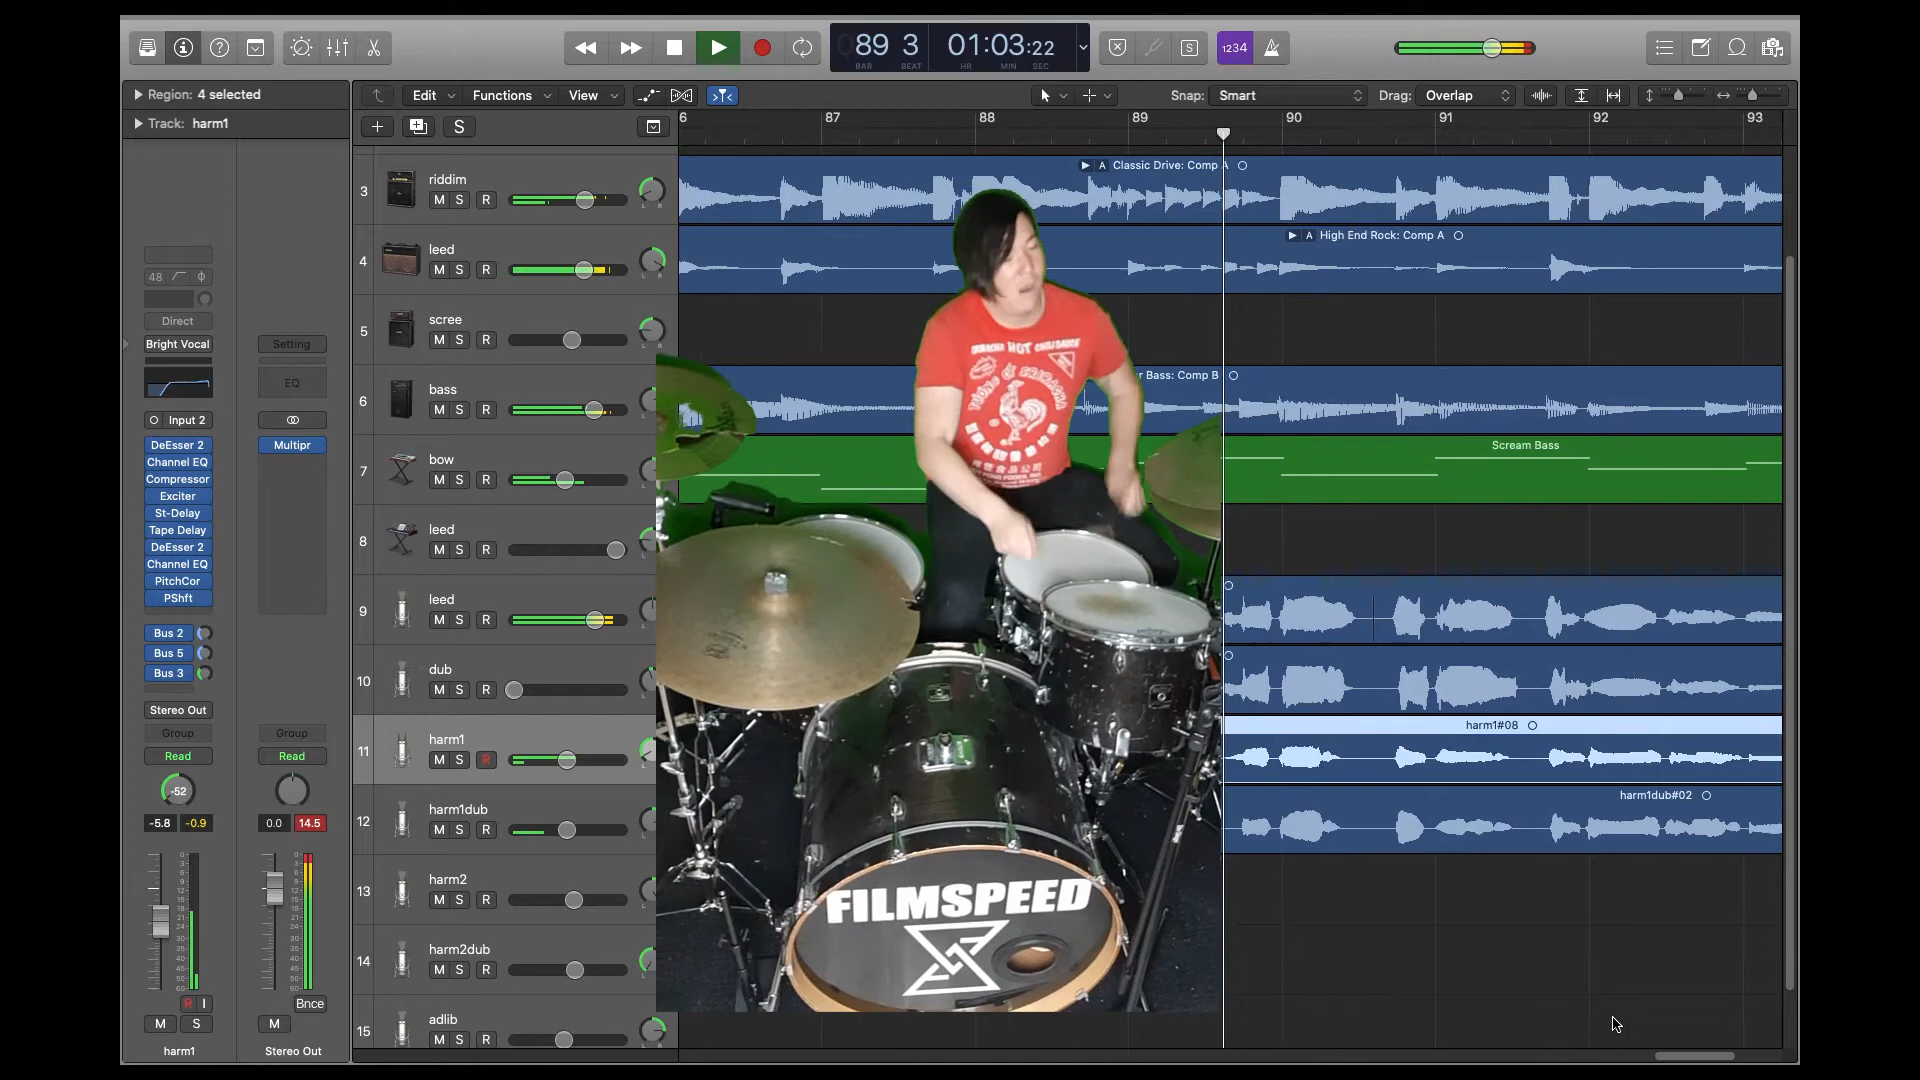 89 3
BAR BEAT
01:03:22
HR MIN SEC
1234
Region: 4 selected
Track: harm1
Edit Functions View
Snap: Smart
Drag: Overlap
S
6 87 88 89 90 91 92 93
48
Direct
Bright Vocal
Input 2
DeEsser 2
Channel EQ
Compressor
Exciter
St-Delay
Tape Delay
DeEsser 2
Channel EQ
PitchCor
PShft
Bus 2
Bus 5
Bus 3
Stereo Out
Group
Read
-52
-5.8 -0.9
R I
M S
harm1
Setting
EQ
Multipr
Group
Read
0.0 14.5
Bnce
M
Stereo Out
3 riddim
M S R
4 leed
M S R
5 scree
M S R
6 bass
M S R
7 bow
M S R
8 leed
M S R
9 leed
M S R
10 dub
M S R
11 harm1
M S R
12 harm1dub
M S R
13 harm2
M S R
14 harm2dub
M S R
15 adlib
M S R
A Classic Drive: Comp A
A High End Rock: Comp A
Bass: Comp B
Scream Bass
harm1#08
harm1dub#02
SRIRACHA HOT CHILI SAUCE
FILMSPEED